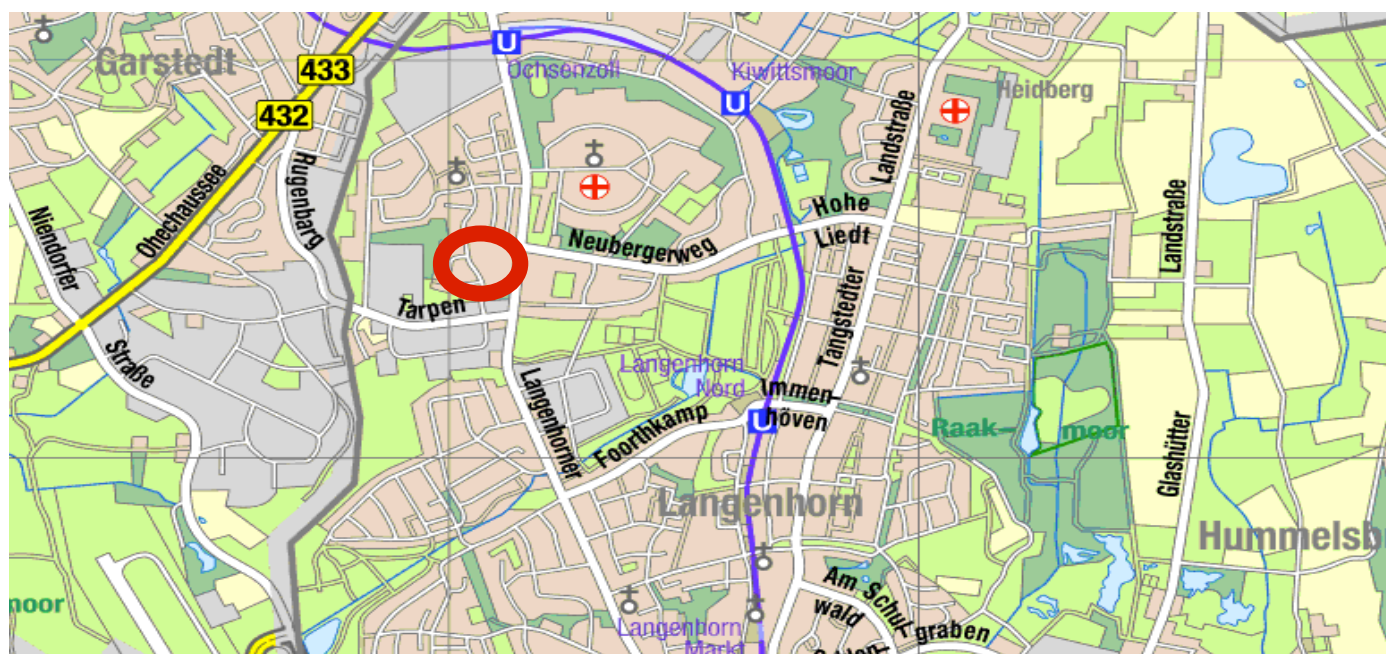 Garstedt
433
432
U
Ochsenzoll
Kiwittsmoor
U
Heidberg
Landstraße
Rugenbarg
Ohechaussee
Niendorfer
Straße
Hohe
Liedt
Neubergerweg
Landstraße
Tarpen
Tangstedter
Langenhorn
Nord
Immen-
höven
U
Langenhorner
Foorthkamp
Raak-
moor
Glashütter
Langenhorn
Hummelsb
Am Schul-
wald
graben
moor
Langenhorn
Markt